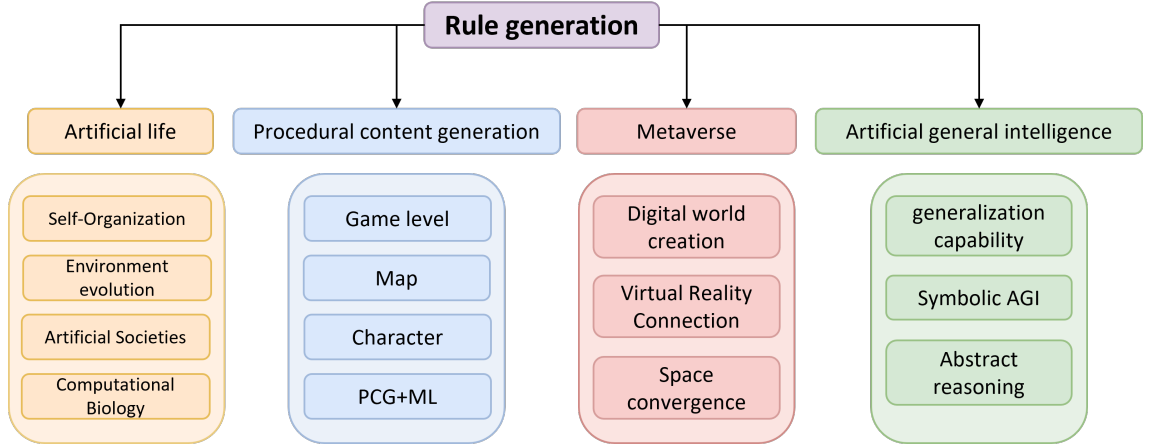 Rule generation
Artificial life
Procedural content generation
Metaverse
Artificial general intelligence
Self-Organization
Environment
evolution
Artificial Societies
Computational
Biology
Game level
Map
Character
PCG+ML
Digital world
creation
Virtual Reality
Connection
Space
convergence
generalization
capability
Symbolic AGI
Abstract
reasoning